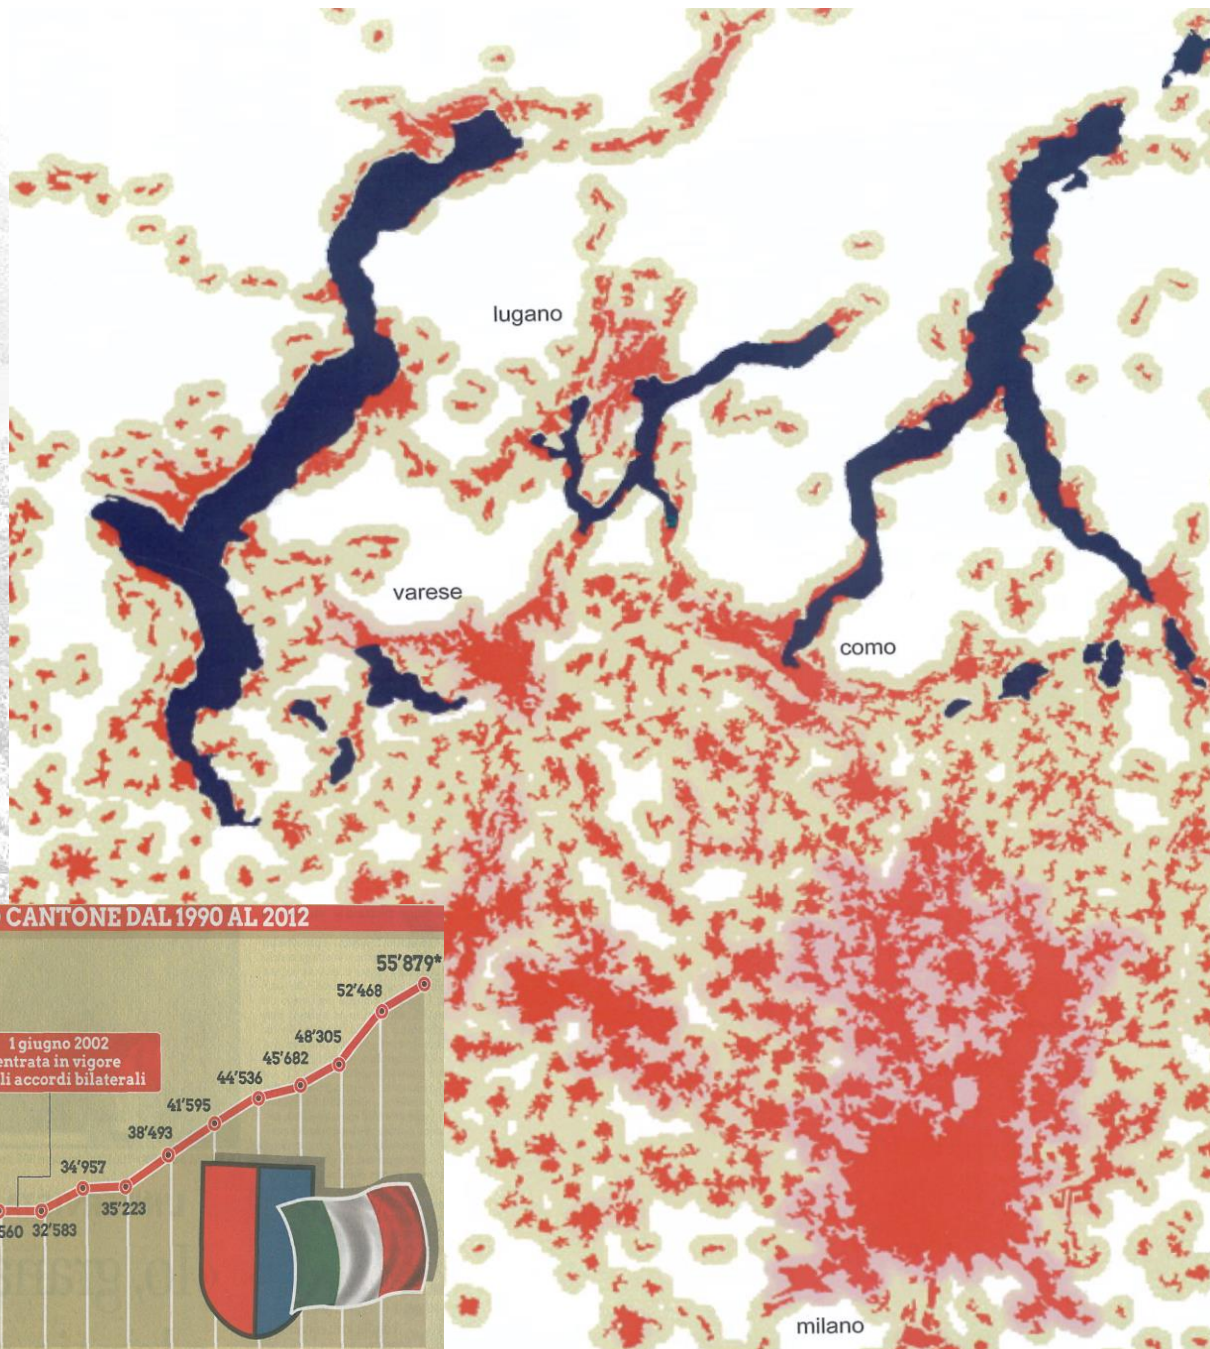 lugano
varese
como
milano
CANTONE DAL 1990 AL 2012
55'879*
52'468
48'305
45'682
44'536
41'595
38'493
34'957
35'223
32'583
560
1 giugno 2002
entrata in vigore
li accordi bilaterali